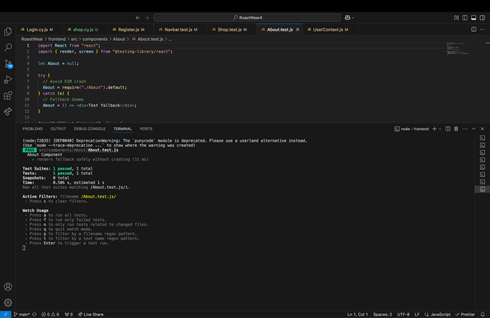 RoastWear4
Login.cy.js
shop.cy.js
Register.js
Navbar.test.js
Shop.test.js
About.test.js
UserContext.js
RoastWear > frontend > src > components > About > About.test.js > ...
1 import React from "react";
2 import { render, screen } from "@testing-library/react";
3
4 let About = null;
5
6 try {
7 // Avoid ESM crash
8 About = require("./About").default;
9 } catch (e) {
10 // Fallback dummy
11 About = () => <div>Test fallback</div>;
12 }
PROBLEMS OUTPUT DEBUG CONSOLE TERMINAL PORTS
node - frontend
[DEP0040] DeprecationWarning: The `punycode` module is deprecated. Please use a userland alternative instead.
(Use `node --trace-deprecation ...` to show where the warning was created)
PASS src/components/About/About.test.js
About Component
✓ renders fallback safely without crashing (11 ms)
Test Suites: 1 passed, 1 total
Tests: 1 passed, 1 total
Snapshots: 0 total
Time: 0.506 s, estimated 1 s
Ran all test suites matching /About.test.js/i.
Active Filters: filename /About.test.js/
› Press c to clear filters.
Watch Usage
› Press a to run all tests.
› Press f to run only failed tests.
› Press o to only run tests related to changed files.
› Press q to quit watch mode.
› Press p to filter by a filename regex pattern.
› Press t to filter by a test name regex pattern.
› Press Enter to trigger a test run.
main* 0 0 0 Live Share
Ln 1, Col 1 Spaces: 2 UTF-8 LF JavaScript Prettier